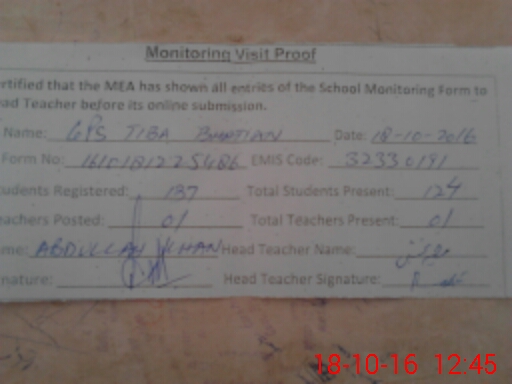 Monitoring Visit Proof
ertified that the MEA has shown all entries of the School Monitoring Form to
ead Teacher before its online submission.
Name: GPS TIBA BHATIAN Date: 18-10-2016
Form No: EMIS Code: 32330191
udents Registered: 137 Total Students Present: 124
eachers Posted: 01 Total Teachers Present: 01
me: ABDULLAH KHAN Head Teacher Name:
nature: Head Teacher Signature:
18-10-16 12:45